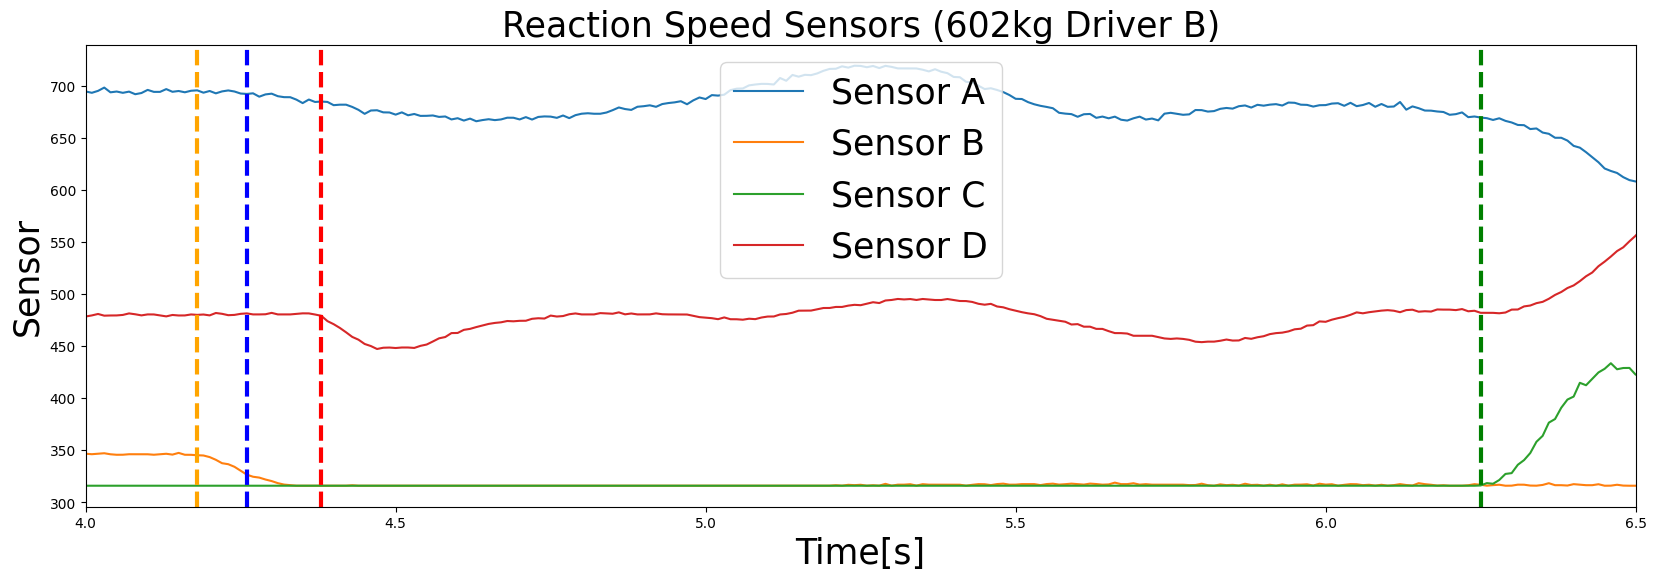 Reaction Speed Sensors (602kg Driver B)
Sensor
700
650
600
550
500
450
400
350
300
Sensor A
Sensor B
Sensor C
Sensor D
4.0 4.5 5.0 5.5 6.0 6.5
Time[s]